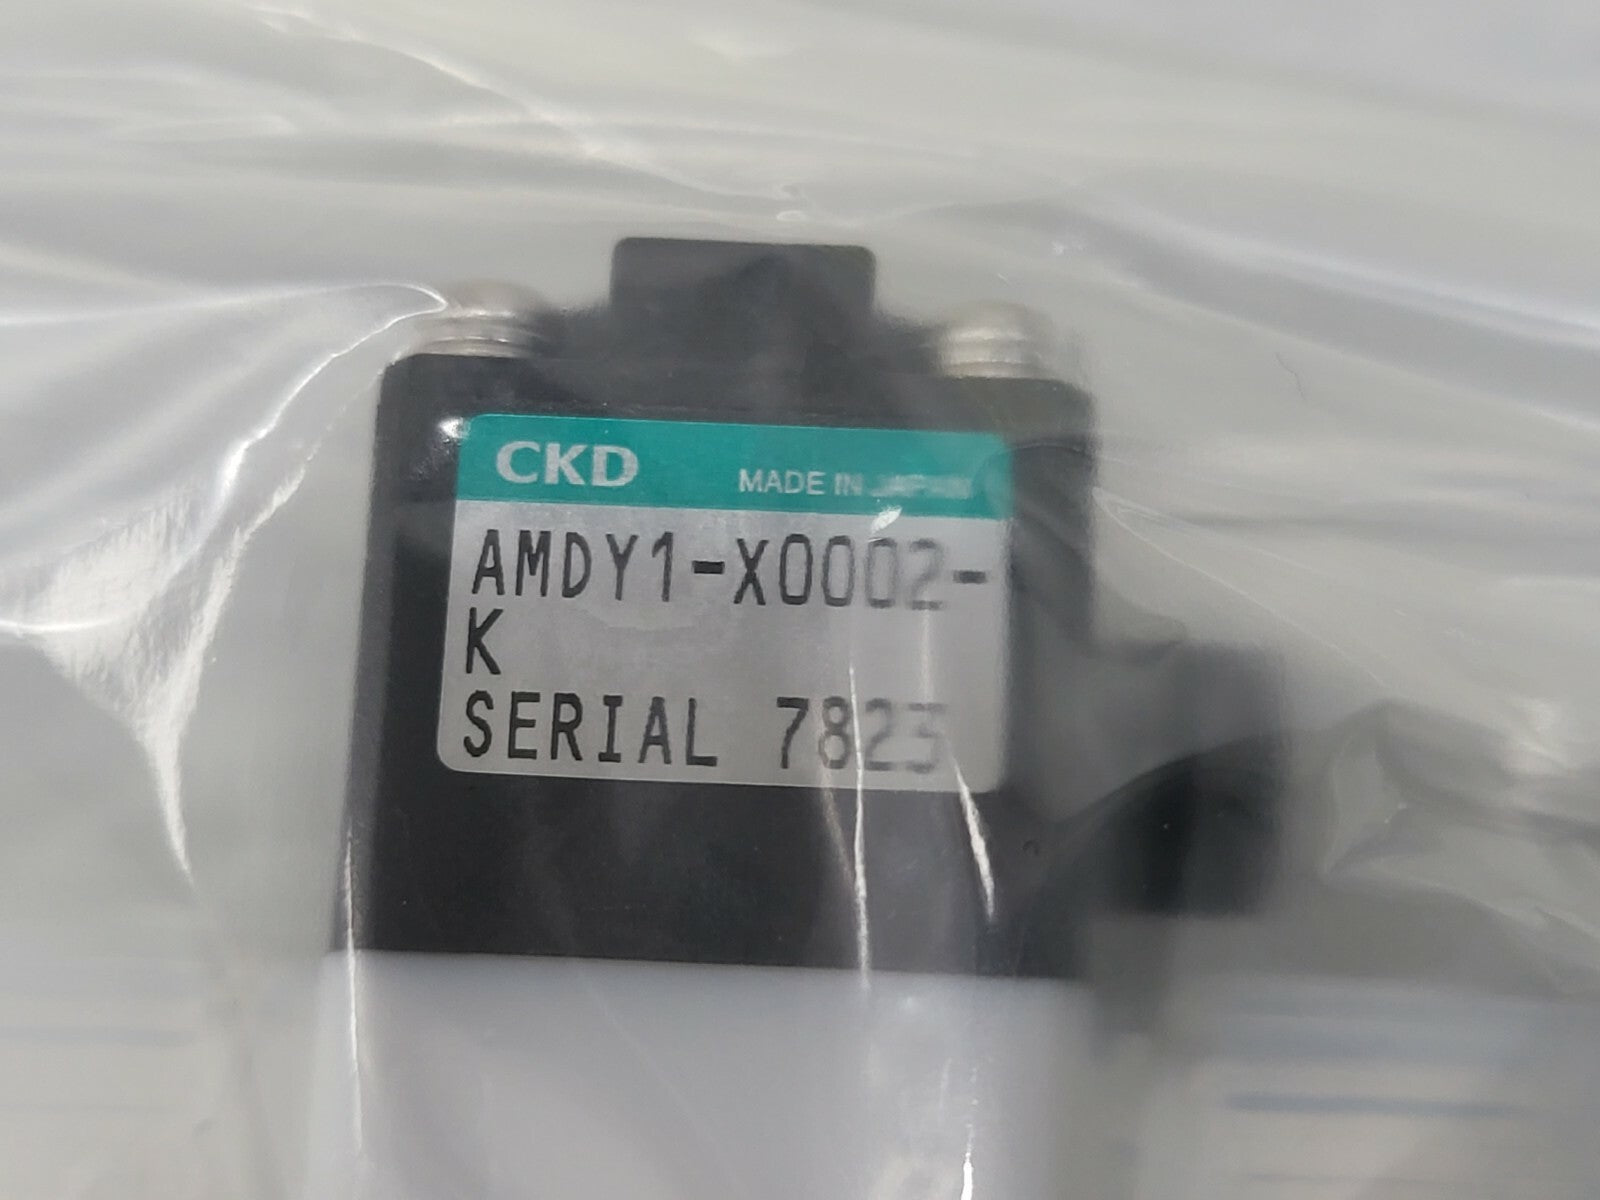 CKD
MADE IN JAPAN
AMDY1-X0002-
K
SERIAL 7823